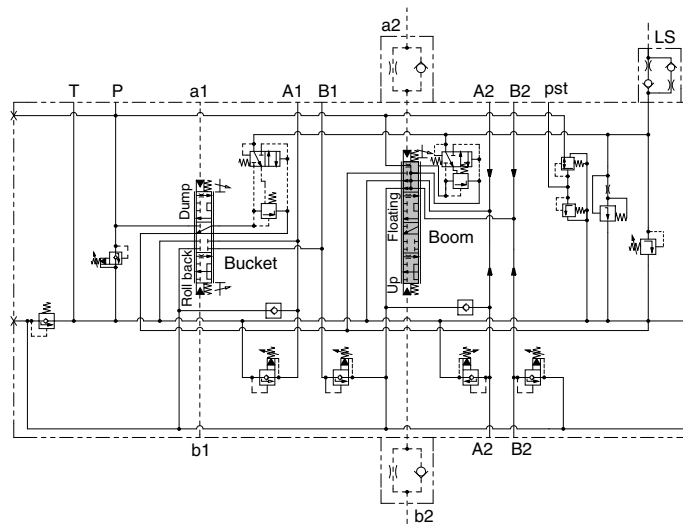 a2
LS
T
P
a1
A1
B1
A2
B2
pst
Dump
Floating
Boom
Bucket
Roll back
Up
b1
A2
B2
b2